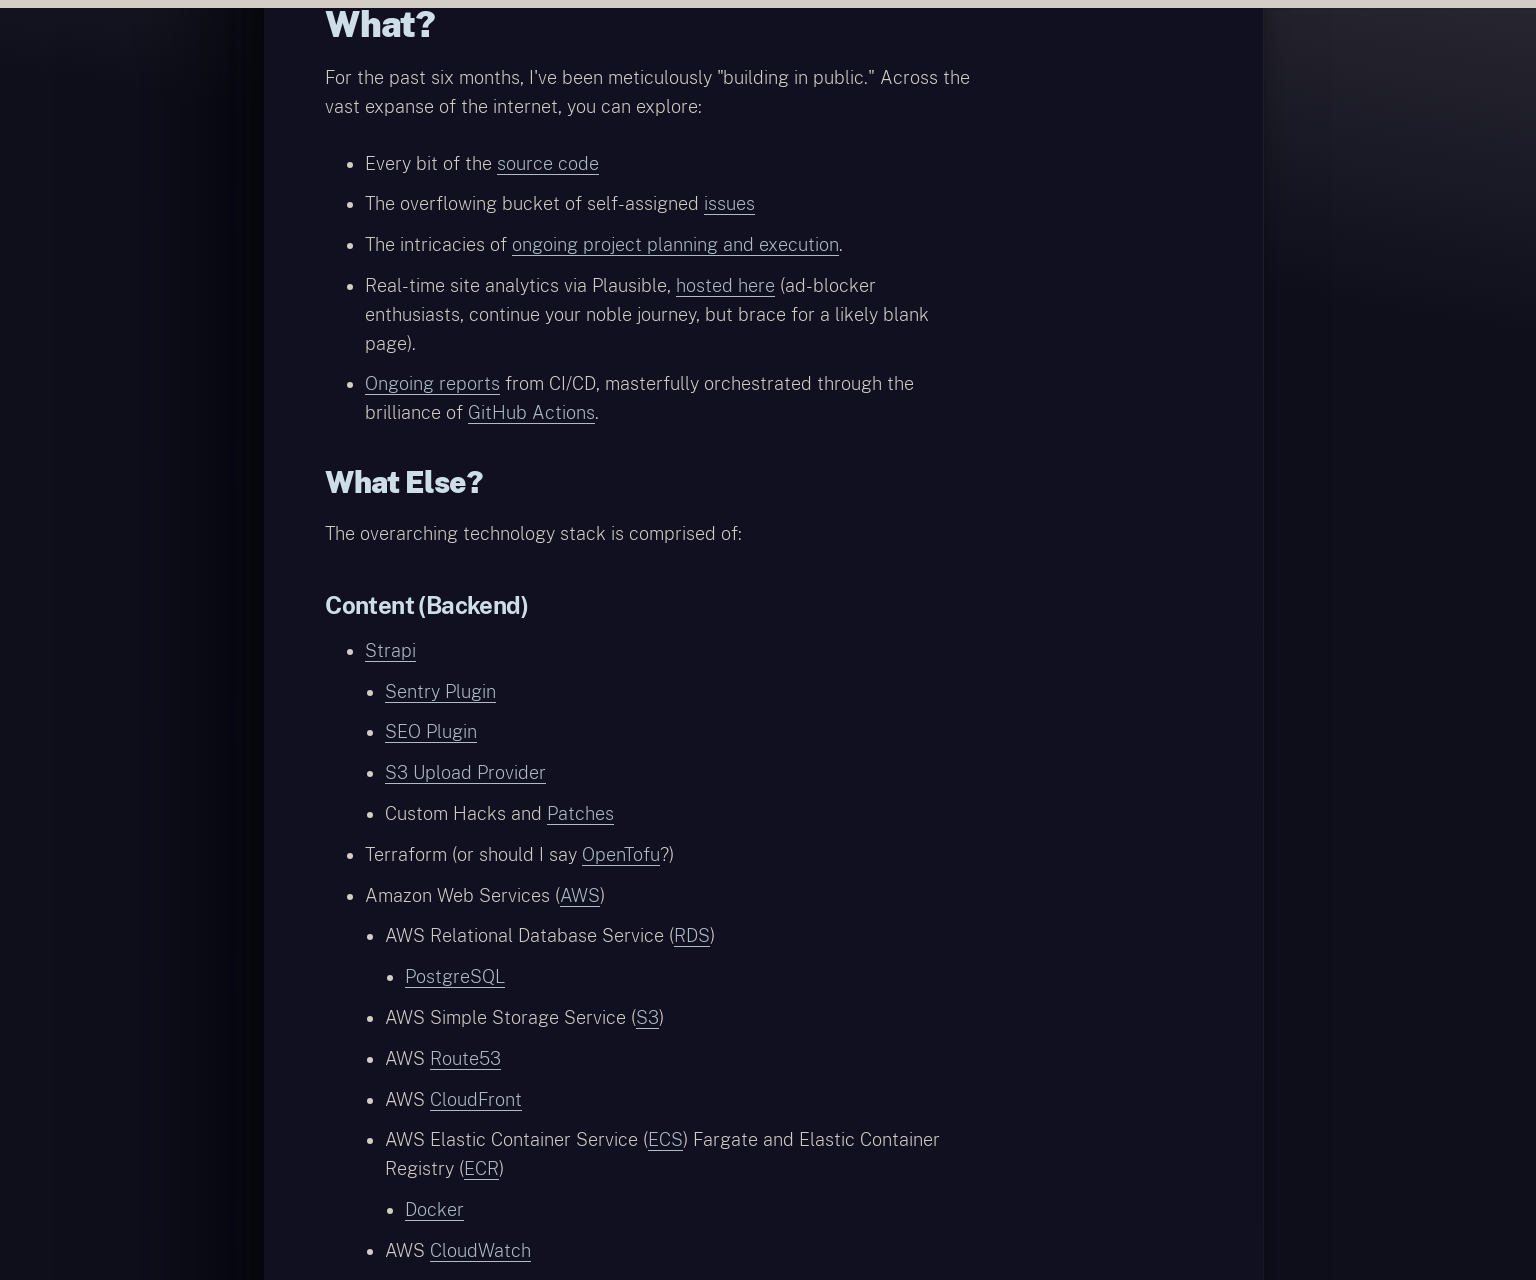 What?
For the past six months, I've been meticulously "building in public." Across the
vast expanse of the internet, you can explore:
Every bit of the source code
The overflowing bucket of self-assigned issues
The intricacies of ongoing project planning and execution.
Real-time site analytics via Plausible, hosted here (ad-blocker
enthusiasts, continue your noble journey, but brace for a likely blank
page).
Ongoing reports from CI/CD, masterfully orchestrated through the
brilliance of GitHub Actions.
What Else?
The overarching technology stack is comprised of:
Content (Backend)
Strapi
Sentry Plugin
SEO Plugin
S3 Upload Provider
Custom Hacks and Patches
Terraform (or should I say OpenTofu?)
Amazon Web Services (AWS)
AWS Relational Database Service (RDS)
PostgreSQL
AWS Simple Storage Service (S3)
AWS Route53
AWS CloudFront
AWS Elastic Container Service (ECS) Fargate and Elastic Container
Registry (ECR)
Docker
AWS CloudWatch